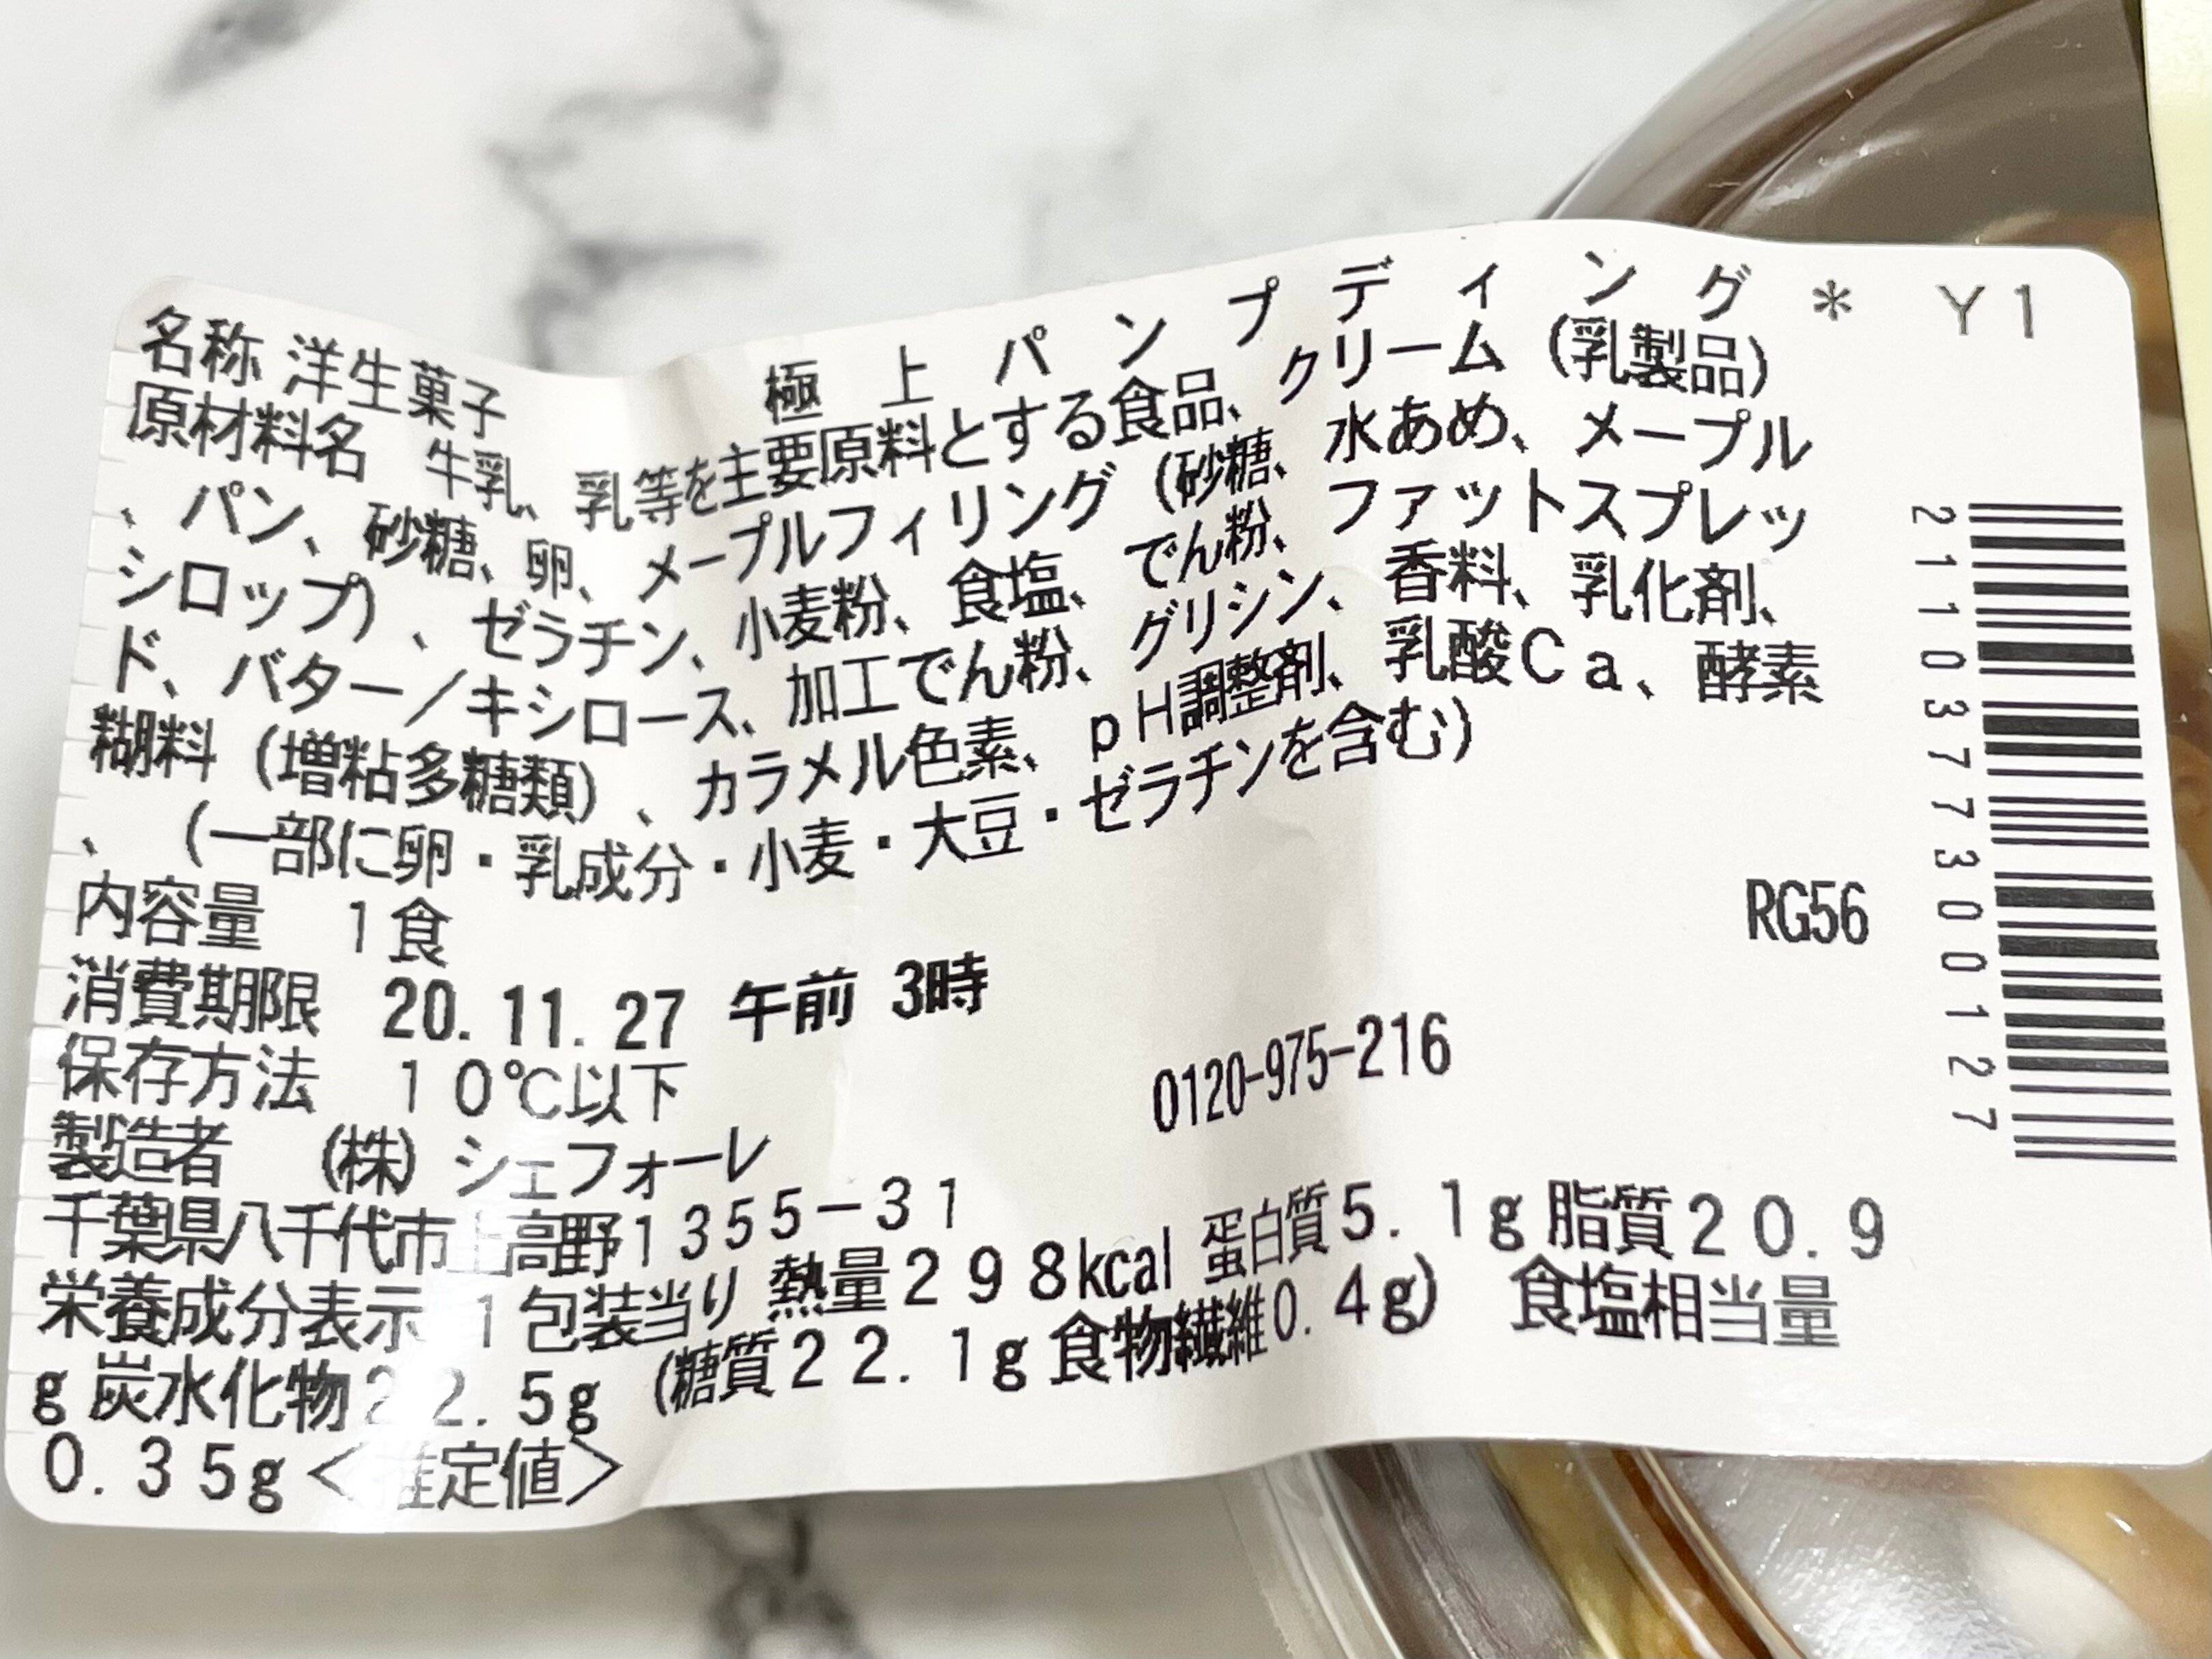 極上パンプディング＊ Y1
名称 洋生菓子
原材料名 牛乳、乳等を主要原料とする食品、クリーム（乳製品）
、パン、砂糖、卵、メープルフィリング（砂糖、水あめ、メープル
シロップ）、ゼラチン、小麦粉、食塩、でん粉、ファットスプレッ
ド、バター／キシロース、加工でん粉、グリシン、香料、乳化剤、
糊料（増粘多糖類）、カラメル色素、pH調整剤、乳酸Ca、酵素
、（一部に卵・乳成分・小麦・大豆・ゼラチンを含む）
内容量 1食
RG56
消費期限 20.11.27 午前 3時
保存方法 10℃以下
0120-975-216
製造者 (株) シェフォーレ
千葉県八千代市上高野1355-31
栄養成分表示 1包装当り 熱量298kcal 蛋白質5.1g 脂質20.9
g 炭水化物22.5g (糖質22.1g 食物繊維0.4g) 食塩相当量
0.35g＜推定値＞
2110377300127